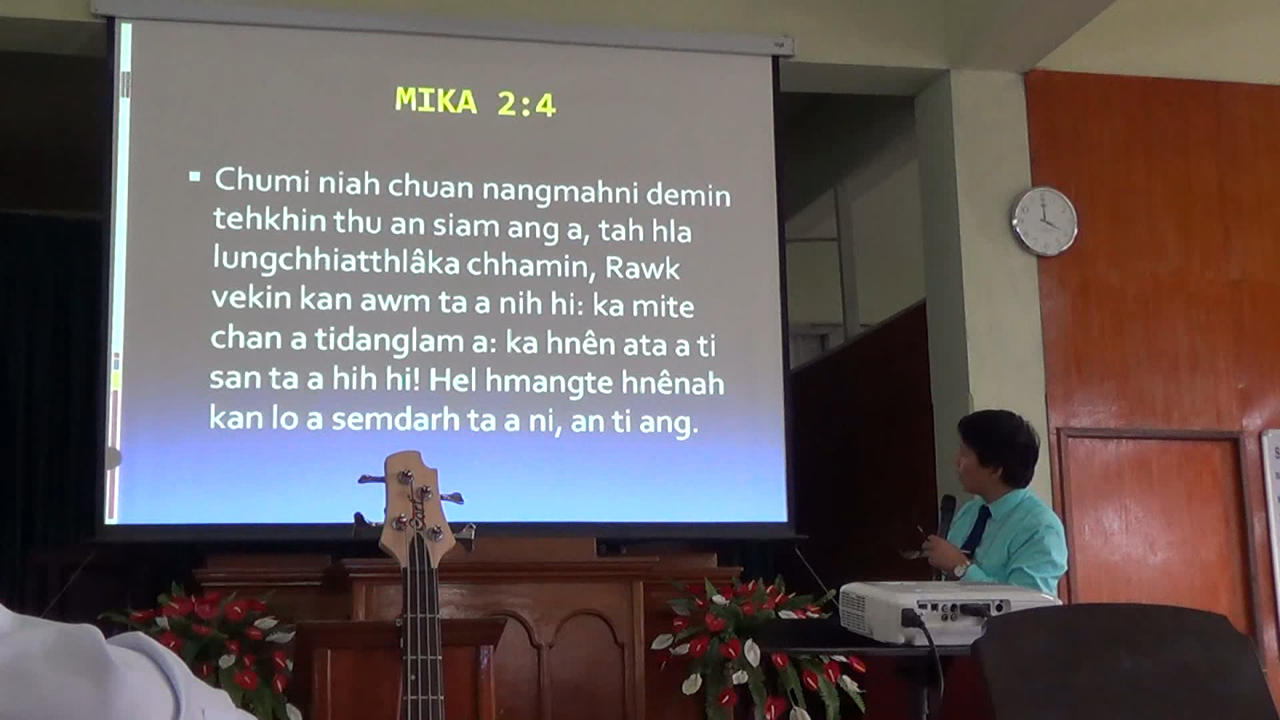 MIKA 2:4
Chumi niah chuan nangmahni demin
tehkhin thu an siam ang a, tah hla
lungchhiatthlâka chhamin, Rawk
vekin kan awm ta a nih hi: ka mite
chan a tidanglam a: ka hnên ata a ti
san ta a hih hi! Hel hmangte hnênah
kan lo a semdarh ta a ni, an ti ang.
Cort